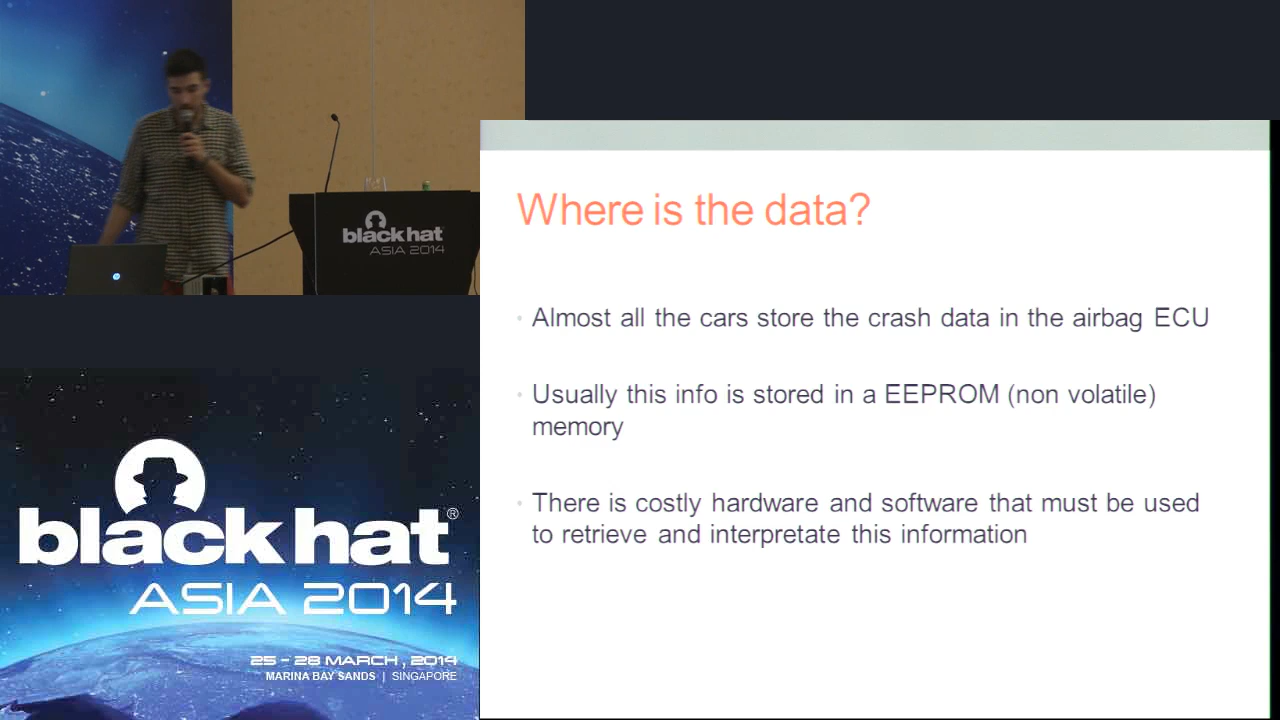 black hat
ASIA 2014
Where is the data?
Almost all the cars store the crash data in the airbag ECU
Usually this info is stored in a EEPROM (non volatile)
memory
There is costly hardware and software that must be used
to retrieve and interpretate this information
black hat®
ASIA 2014
25 - 28 MARCH, 2014
MARINA BAY SANDS | SINGAPORE